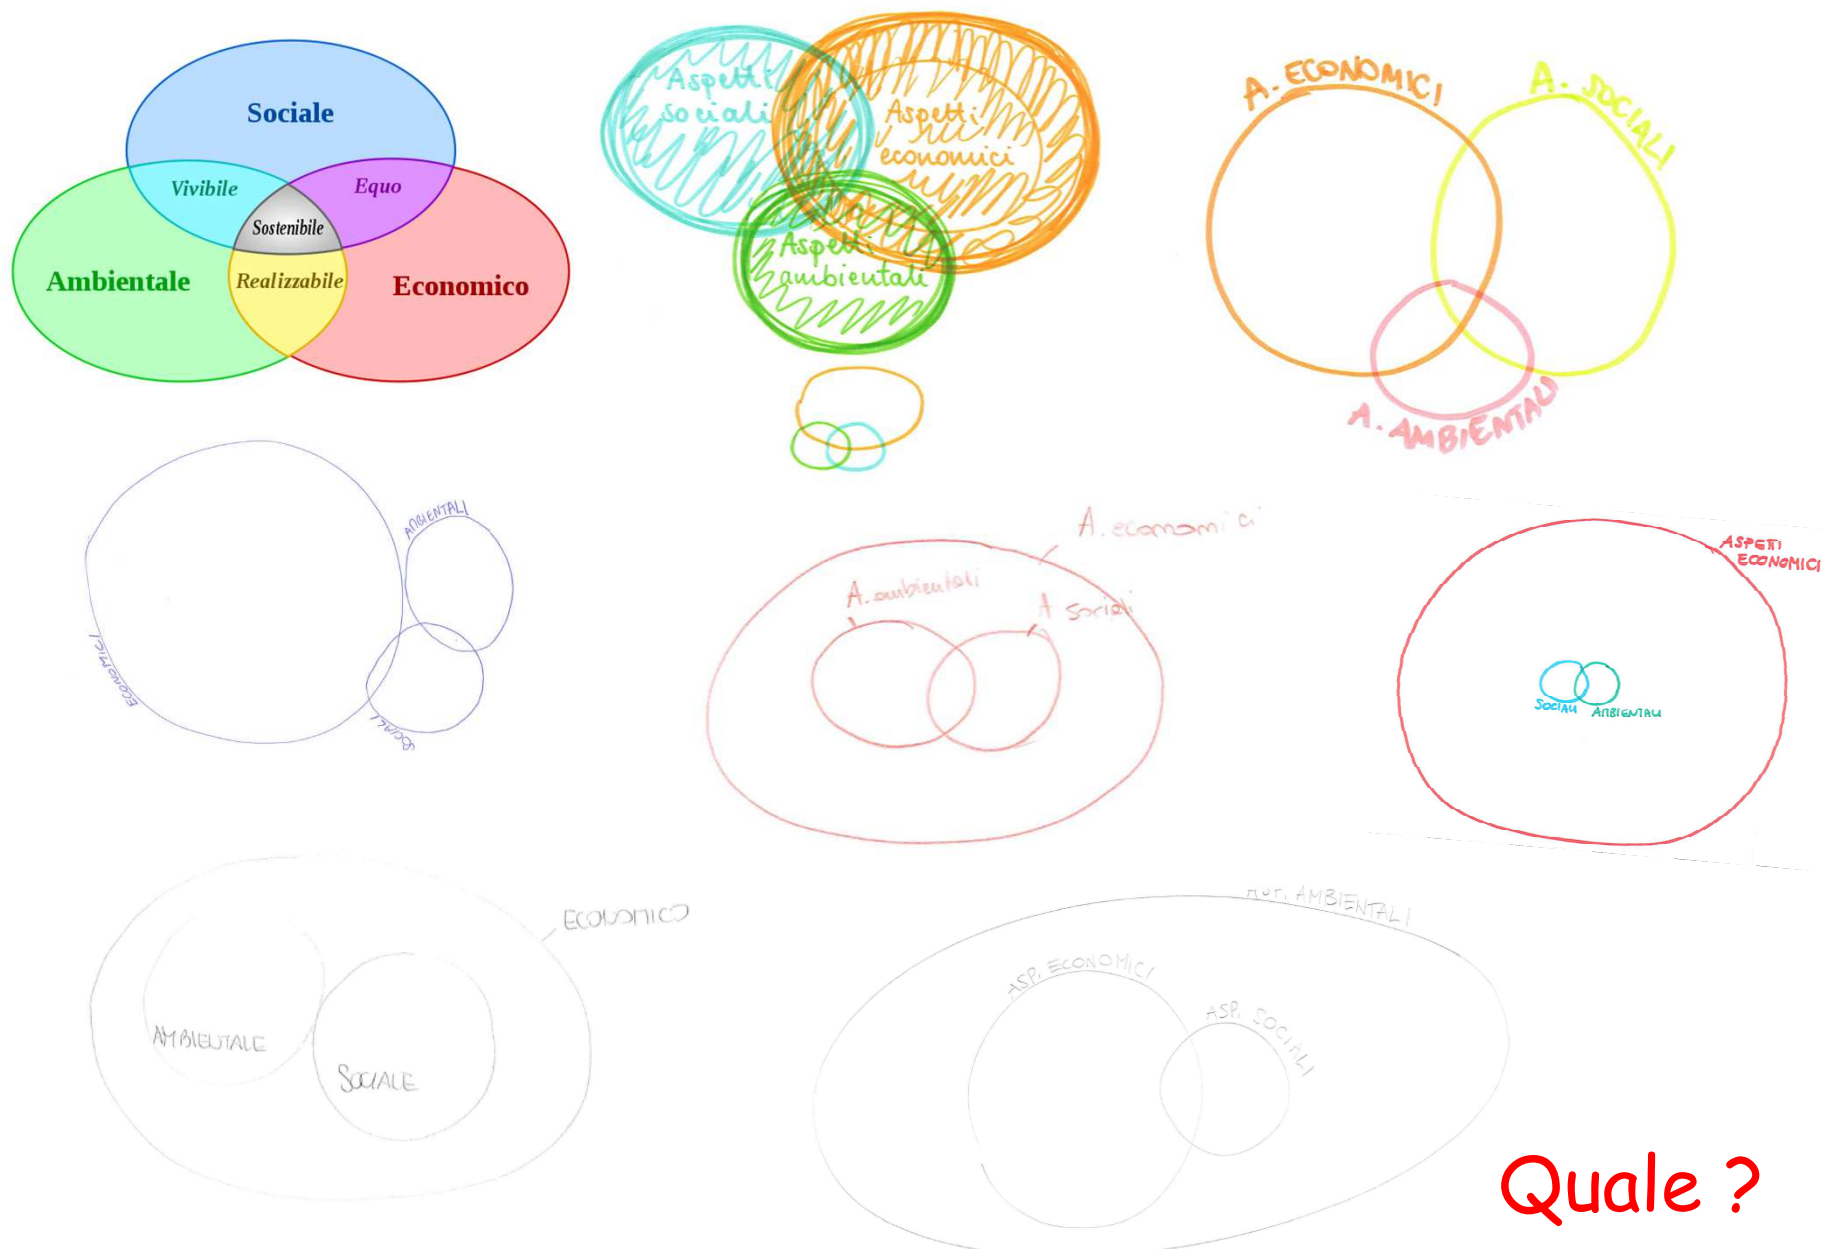 Sociale
Vivibile
Equo
Sostenibile
Ambientale
Realizzabile
Economico
Aspetti
sociali
Aspetti
economici
Aspetti
ambientali
A. ECONOMICI
A. SOCIALI
A. AMBIENTALI
AMBIENTALI
ECONOMICI
SOCIALI
A. economici
A. ambientali
A sociali
ASPETTI
ECONOMICI
SOCIALI
AMBIENTALI
ECONOMICO
AMBIENTALE
SOCIALE
AMBIENTALI
ASP. ECONOMICI
ASP. SOCIALI
Quale ?